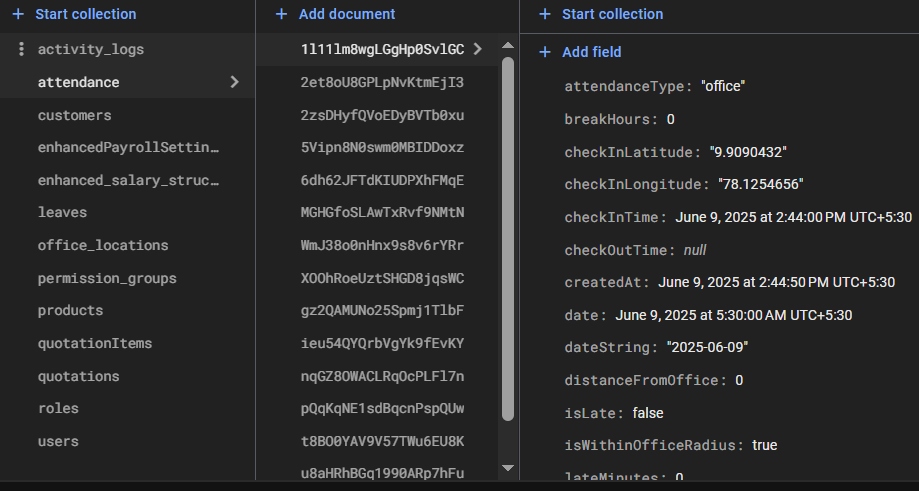 Start collection
activity_logs
attendance
customers
enhancedPayrollSettin…
enhanced_salary_struc…
leaves
office_locations
permission_groups
products
quotationItems
quotations
roles
users
Add document
1l11lm8wgLGgHp0SvlGC
2et8oU8GPLpNvKtmEjI3
2zsDHyfQVoEDyBVTb0xu
5Vipn8N0swm0MBIDDoxz
6dh62JFTdKIUDPXhFMqE
MGHGfoSLAwTxRvf9NMtN
WmJ38o0nHnx9s8v6rYRr
XOOhRoeUztSHGD8jqsWC
gz2QAMUNo25Spmj1TlbF
ieu54QYQrbVgYk9fEvKY
nqGZ8OWACLRqOcPLFl7n
pQqKqNE1sdBqcnPspQUw
t8BO0YAV9V57TWu6EU8K
u8aHRhBGq1990ARp7hFu
Start collection
Add field
attendanceType: "office"
breakHours: 0
checkInLatitude: "9.9090432"
checkInLongitude: "78.1254656"
checkInTime: June 9, 2025 at 2:44:00 PM UTC+5:30
checkOutTime: null
createdAt: June 9, 2025 at 2:44:50 PM UTC+5:30
date: June 9, 2025 at 5:30:00 AM UTC+5:30
dateString: "2025-06-09"
distanceFromOffice: 0
isLate: false
isWithinOfficeRadius: true
lateMinutes: 0